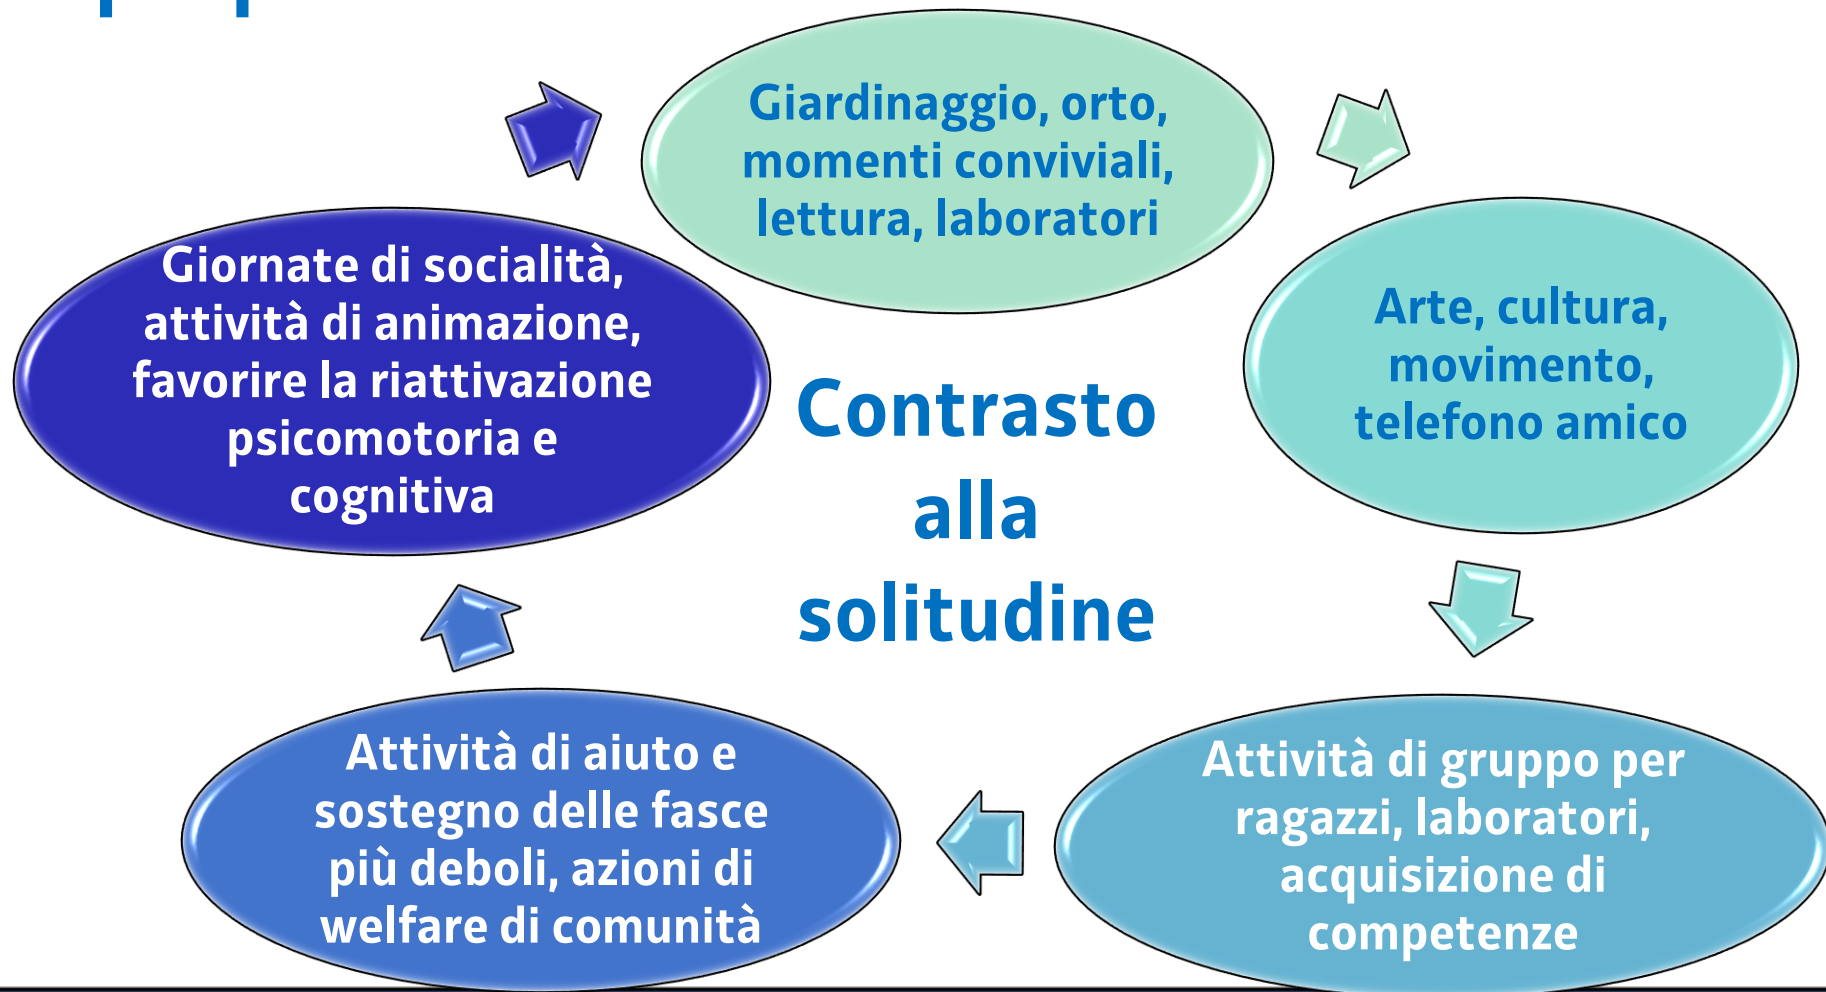 Giardinaggio, orto,
momenti conviviali,
lettura, laboratori
Arte, cultura,
movimento,
telefono amico
Attività di gruppo per
ragazzi, laboratori,
acquisizione di
competenze
Attività di aiuto e
sostegno delle fasce
più deboli, azioni di
welfare di comunità
Giornate di socialità,
attività di animazione,
favorire la riattivazione
psicomotoria e
cognitiva
Contrasto
alla
solitudine